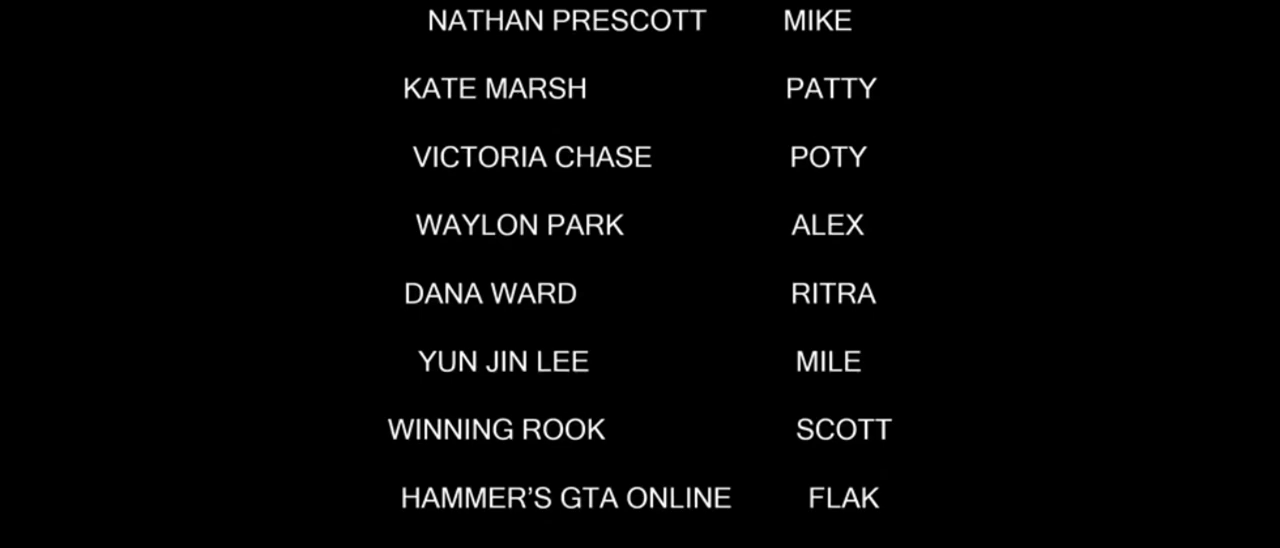 NATHAN PRESCOTT MIKE
KATE MARSH PATTY
VICTORIA CHASE POTY
WAYLON PARK ALEX
DANA WARD RITRA
YUN JIN LEE MILE
WINNING ROOK SCOTT
HAMMER’S GTA ONLINE FLAK